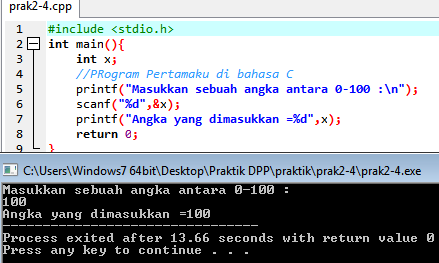 prak2-4.cpp
1 #include <stdio.h>
2 int main(){
3 int x;
4 //PRogram Pertamaku di bahasa C
5 printf("Masukkan sebuah angka antara 0-100 :\n");
6 scanf("%d",&x);
7 printf("Angka yang dimasukkan =%d",x);
8 return 0;
9 }
C:\Users\Windows7 64bit\Desktop\Praktik DPP\praktik\prak2-4\prak2-4.exe
Masukkan sebuah angka antara 0-100 :
100
Angka yang dimasukkan =100
--------------------------------
Process exited after 13.66 seconds with return value 0
Press any key to continue . . .